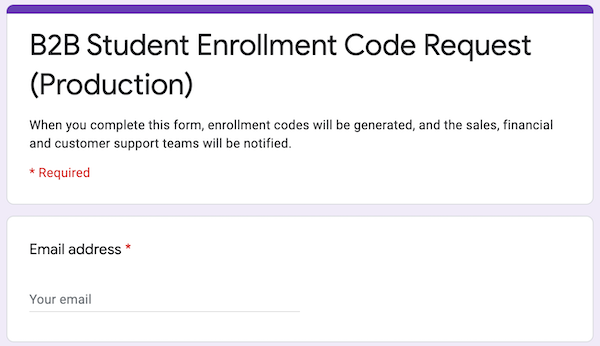 B2B Student Enrollment Code Request
(Production)
When you complete this form, enrollment codes will be generated, and the sales, financial
and customer support teams will be notified.
* Required
Email address *
Your email